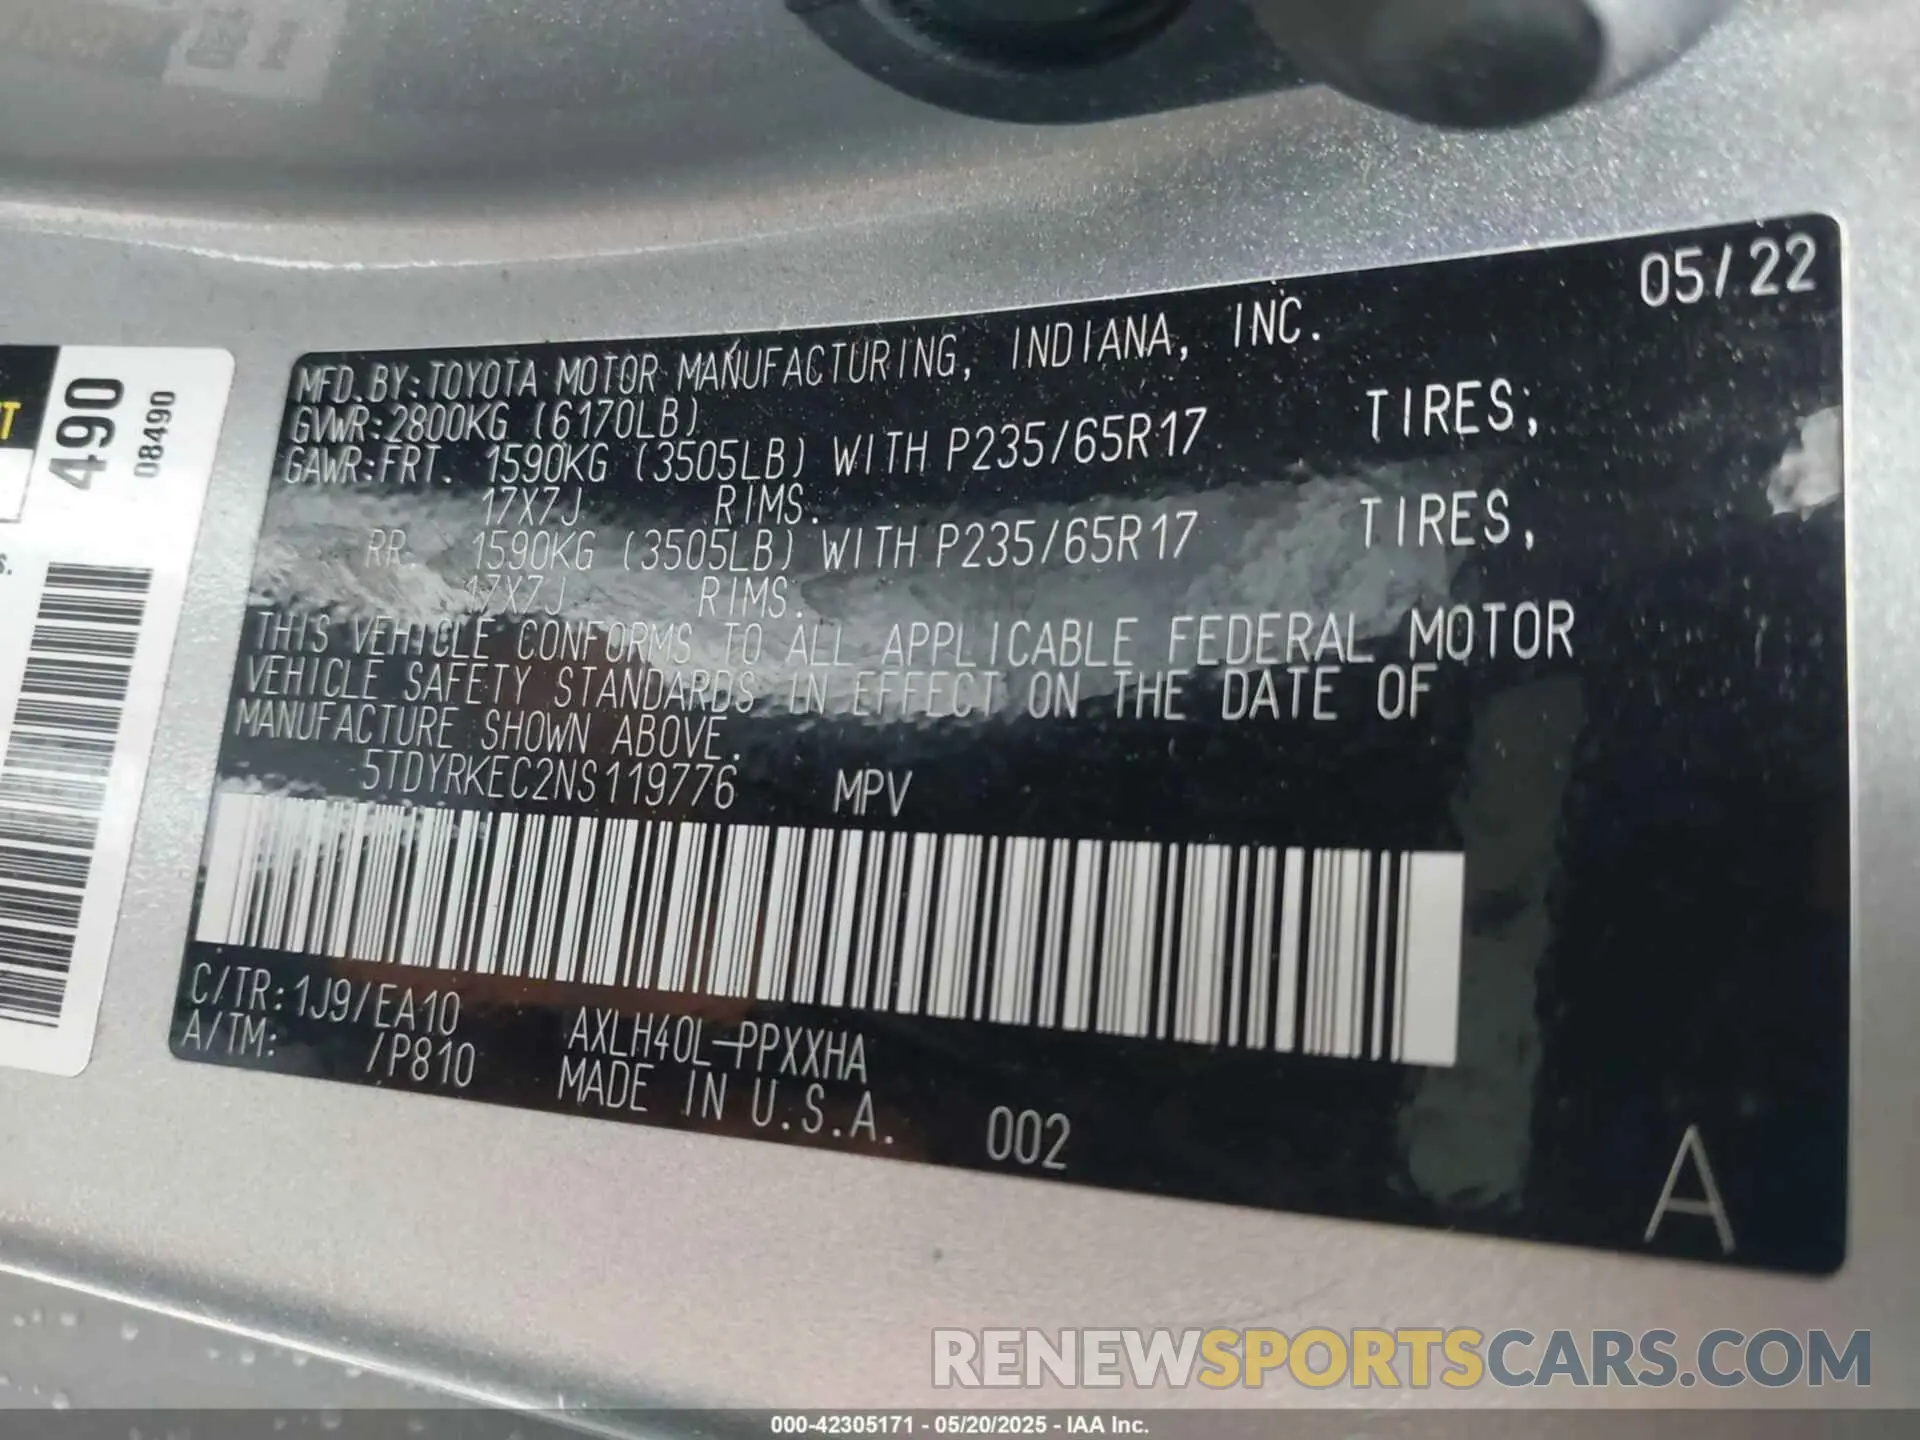 05/22
MFD.BY:TOYOTA MOTOR MANUFACTURING, INDIANA, INC.
GVWR:2800KG (6170LB)
GAWR:FRT. 1590KG (3505LB) WITH P235/65R17 TIRES,
17X7J RIMS.
RR. 1590KG (3505LB) WITH P235/65R17 TIRES,
17X7J RIMS.
THIS VEHICLE CONFORMS TO ALL APPLICABLE FEDERAL MOTOR
VEHICLE SAFETY STANDARDS IN EFFECT ON THE DATE OF
MANUFACTURE SHOWN ABOVE.
5TDYRKEC2NS119776 MPV
C/TR:1J9/EA10 AXLH40L-PPXXHA
A/TM: /P810 MADE IN U.S.A. 002
A
490
08490
RENEWSPORTSCARS.COM
000-42305171 - 05/20/2025 - IAA Inc.